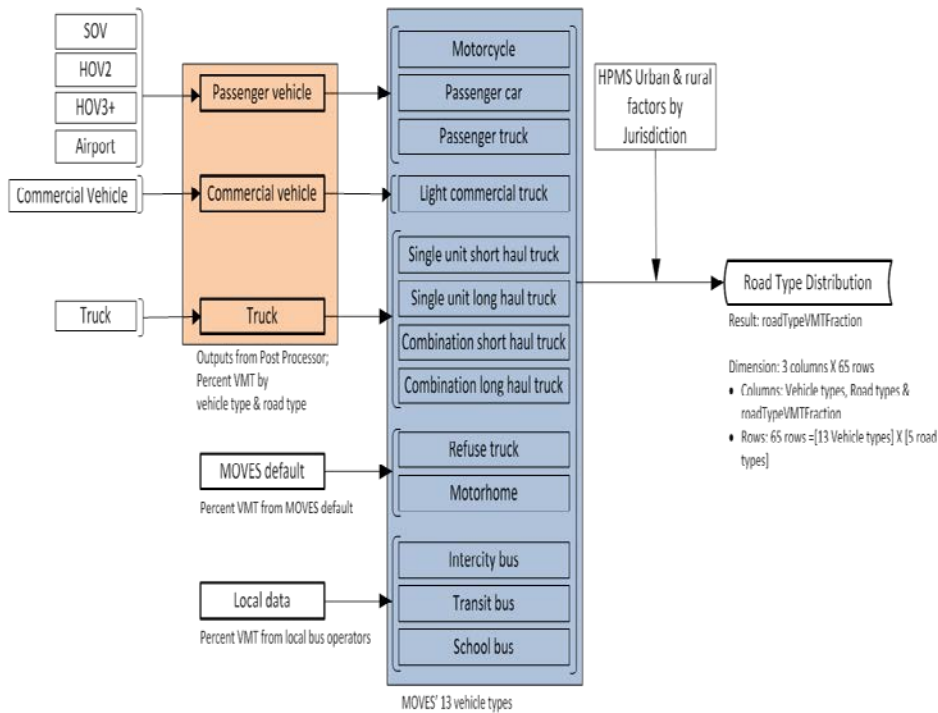 SOV
HOV2
HOV3+
Airport
Commercial Vehicle
Truck
Passenger vehicle
Commercial vehicle
Truck
Outputs from Post Processor;
Percent VMT by
vehicle type & road type
MOVES default
Percent VMT from MOVES default
Local data
Percent VMT from local bus operators
Motorcycle
Passenger car
Passenger truck
Light commercial truck
Single unit short haul truck
Single unit long haul truck
Combination short haul truck
Combination long haul truck
Refuse truck
Motorhome
Intercity bus
Transit bus
School bus
MOVES' 13 vehicle types
HPMS Urban & rural
factors by
Jurisdiction
Road Type Distribution
Result: roadTypeVMTFraction
Dimension: 3 columns X 65 rows
• Columns: Vehicle types, Road types &
roadTypeVMTFraction
• Rows: 65 rows =[13 Vehicle types] X [5 road
types]